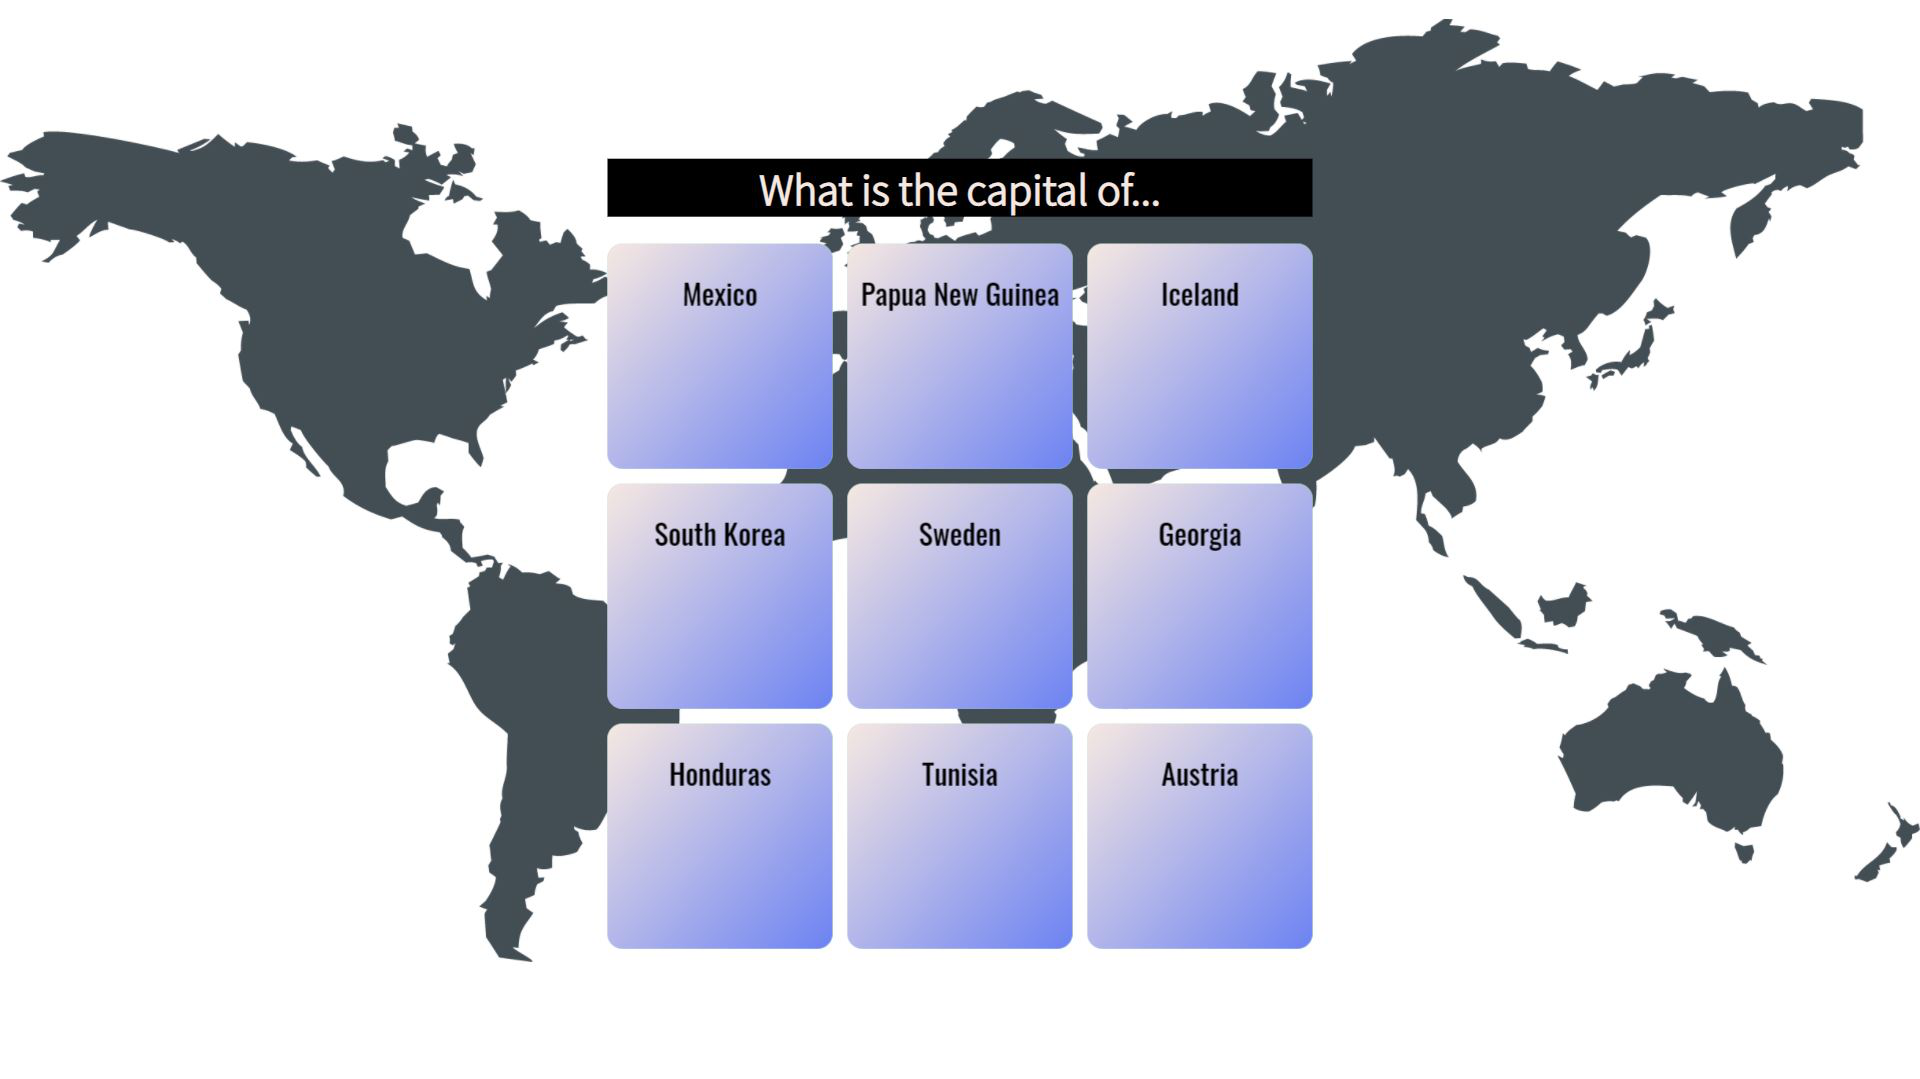 What is the capital of...
Mexico
Papua New Guinea
Iceland
South Korea
Sweden
Georgia
Honduras
Tunisia
Austria